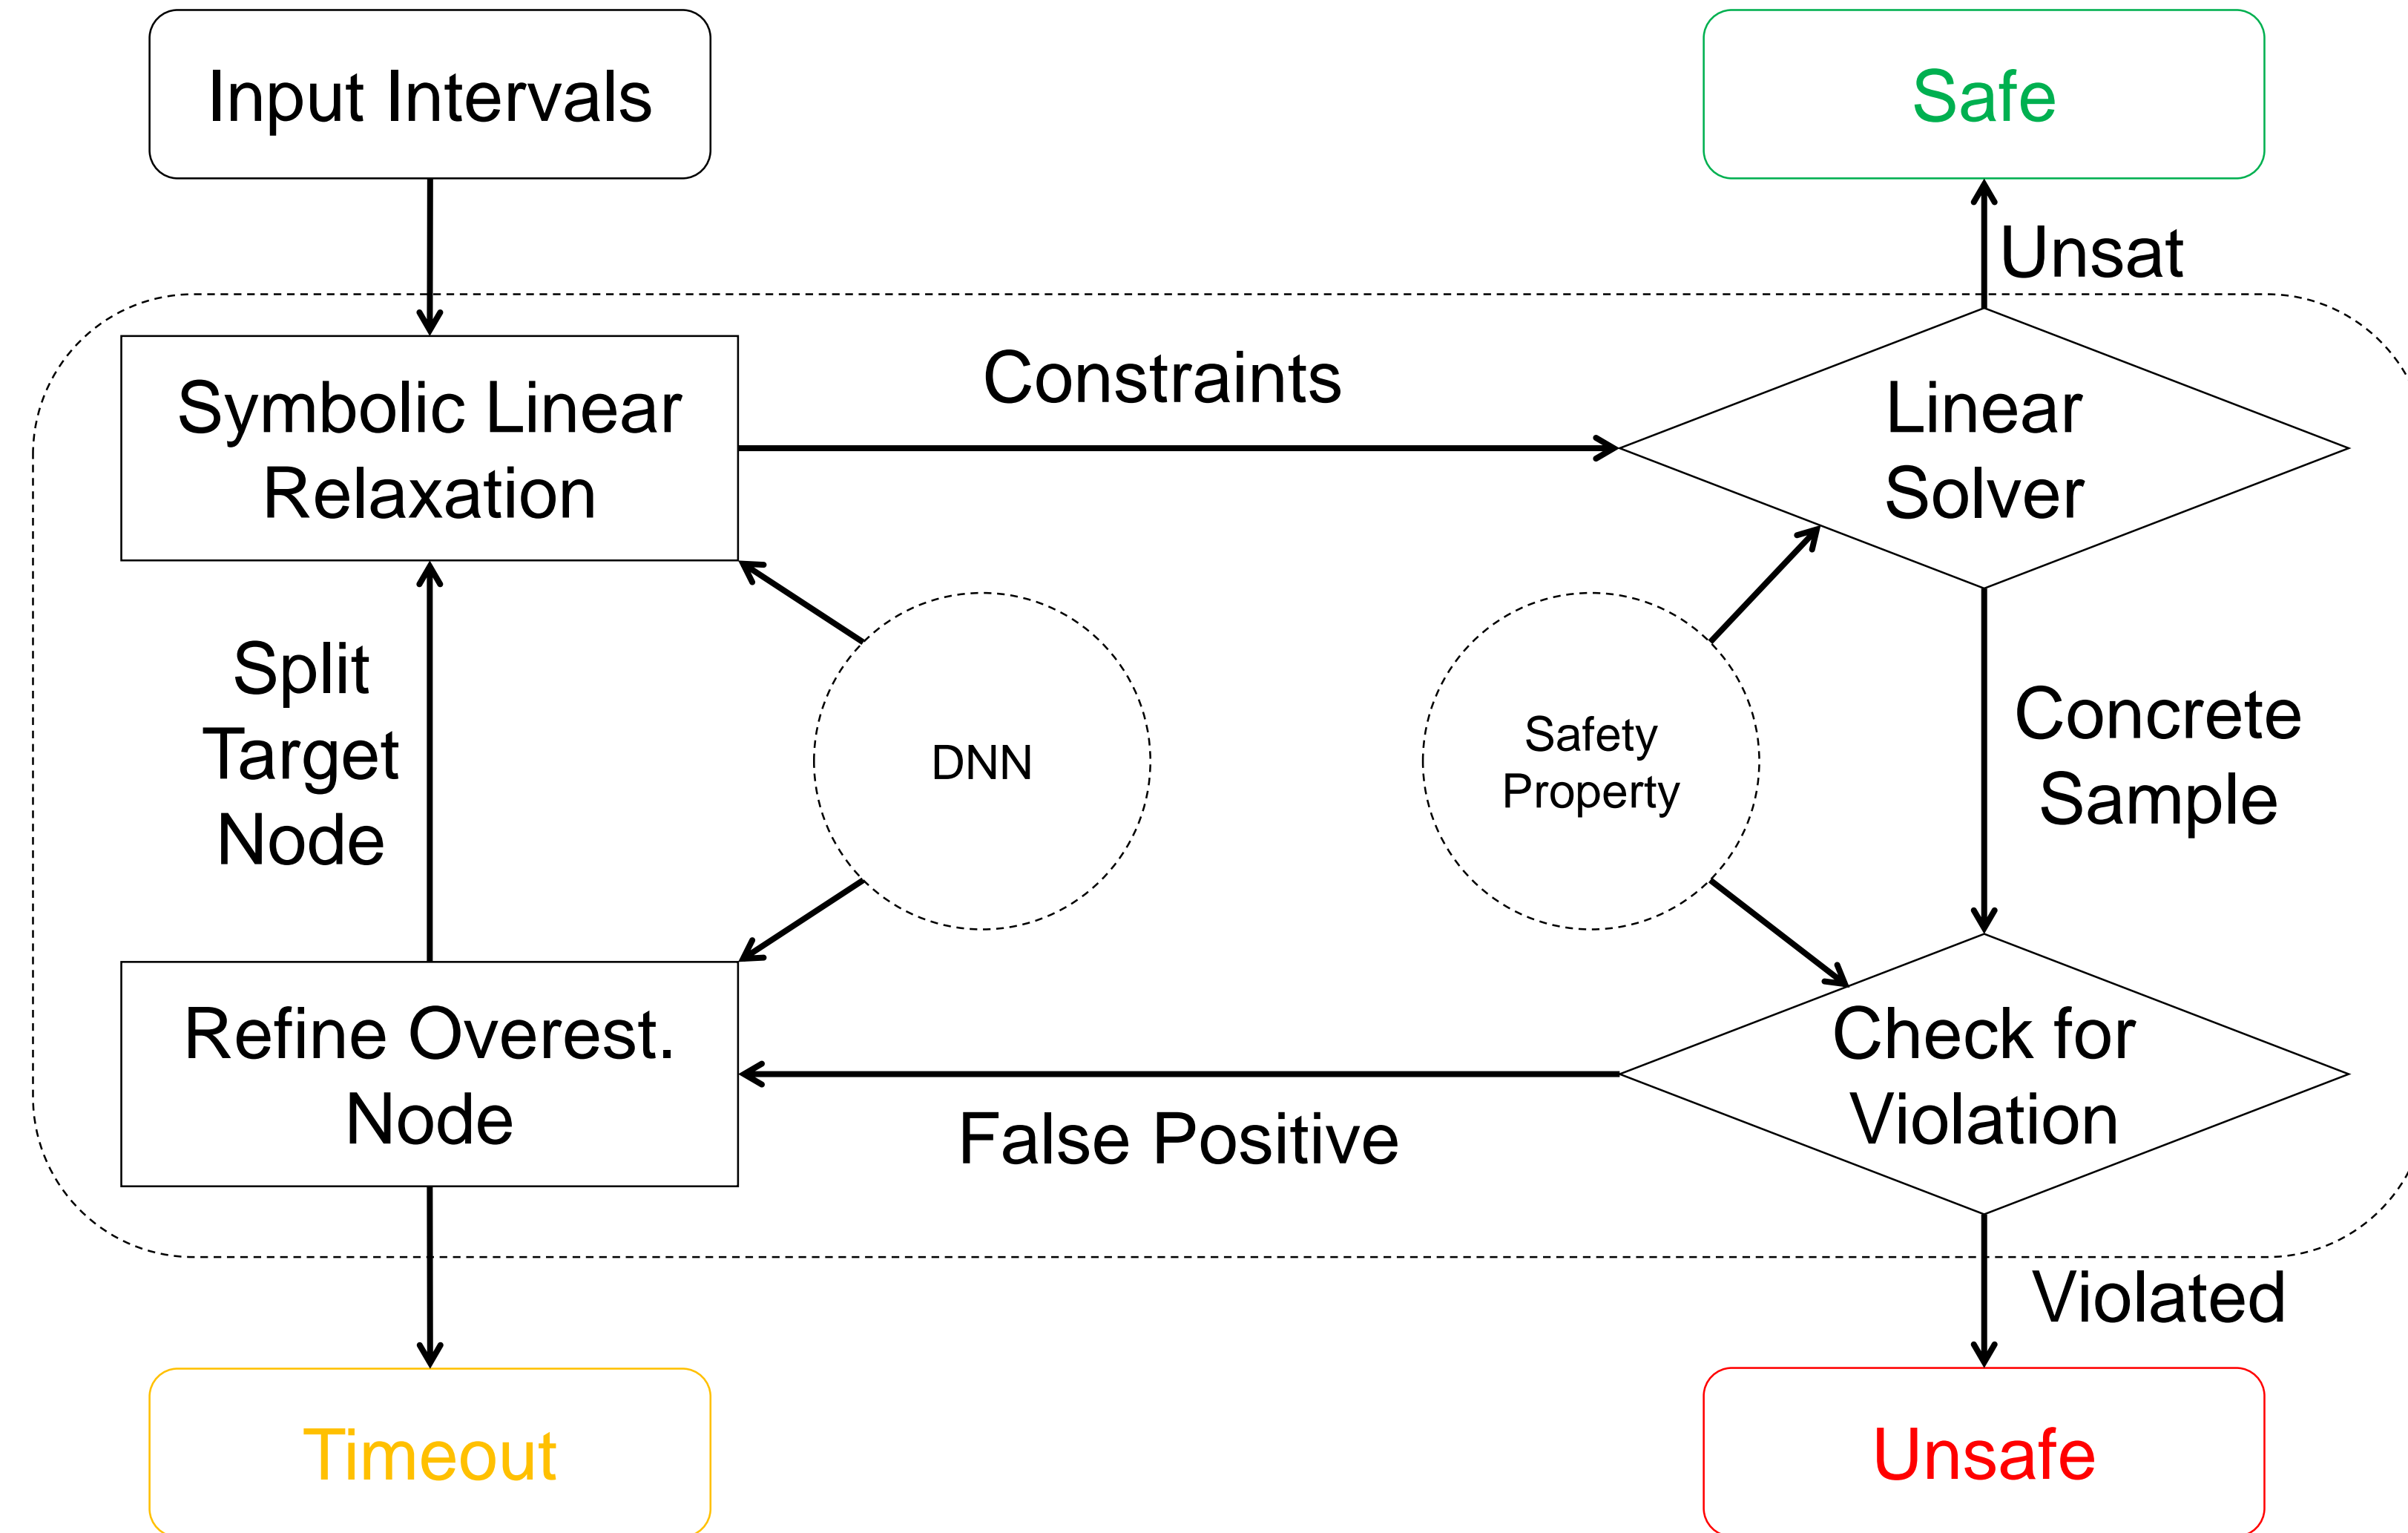 Input Intervals
Safe
Unsat
Symbolic Linear
Relaxation
Constraints
Linear
Solver
Split
Target
Node
DNN
Safety
Property
Concrete
Sample
Refine Overest.
Node
False Positive
Check for
Violation
Violated
Timeout
Unsafe